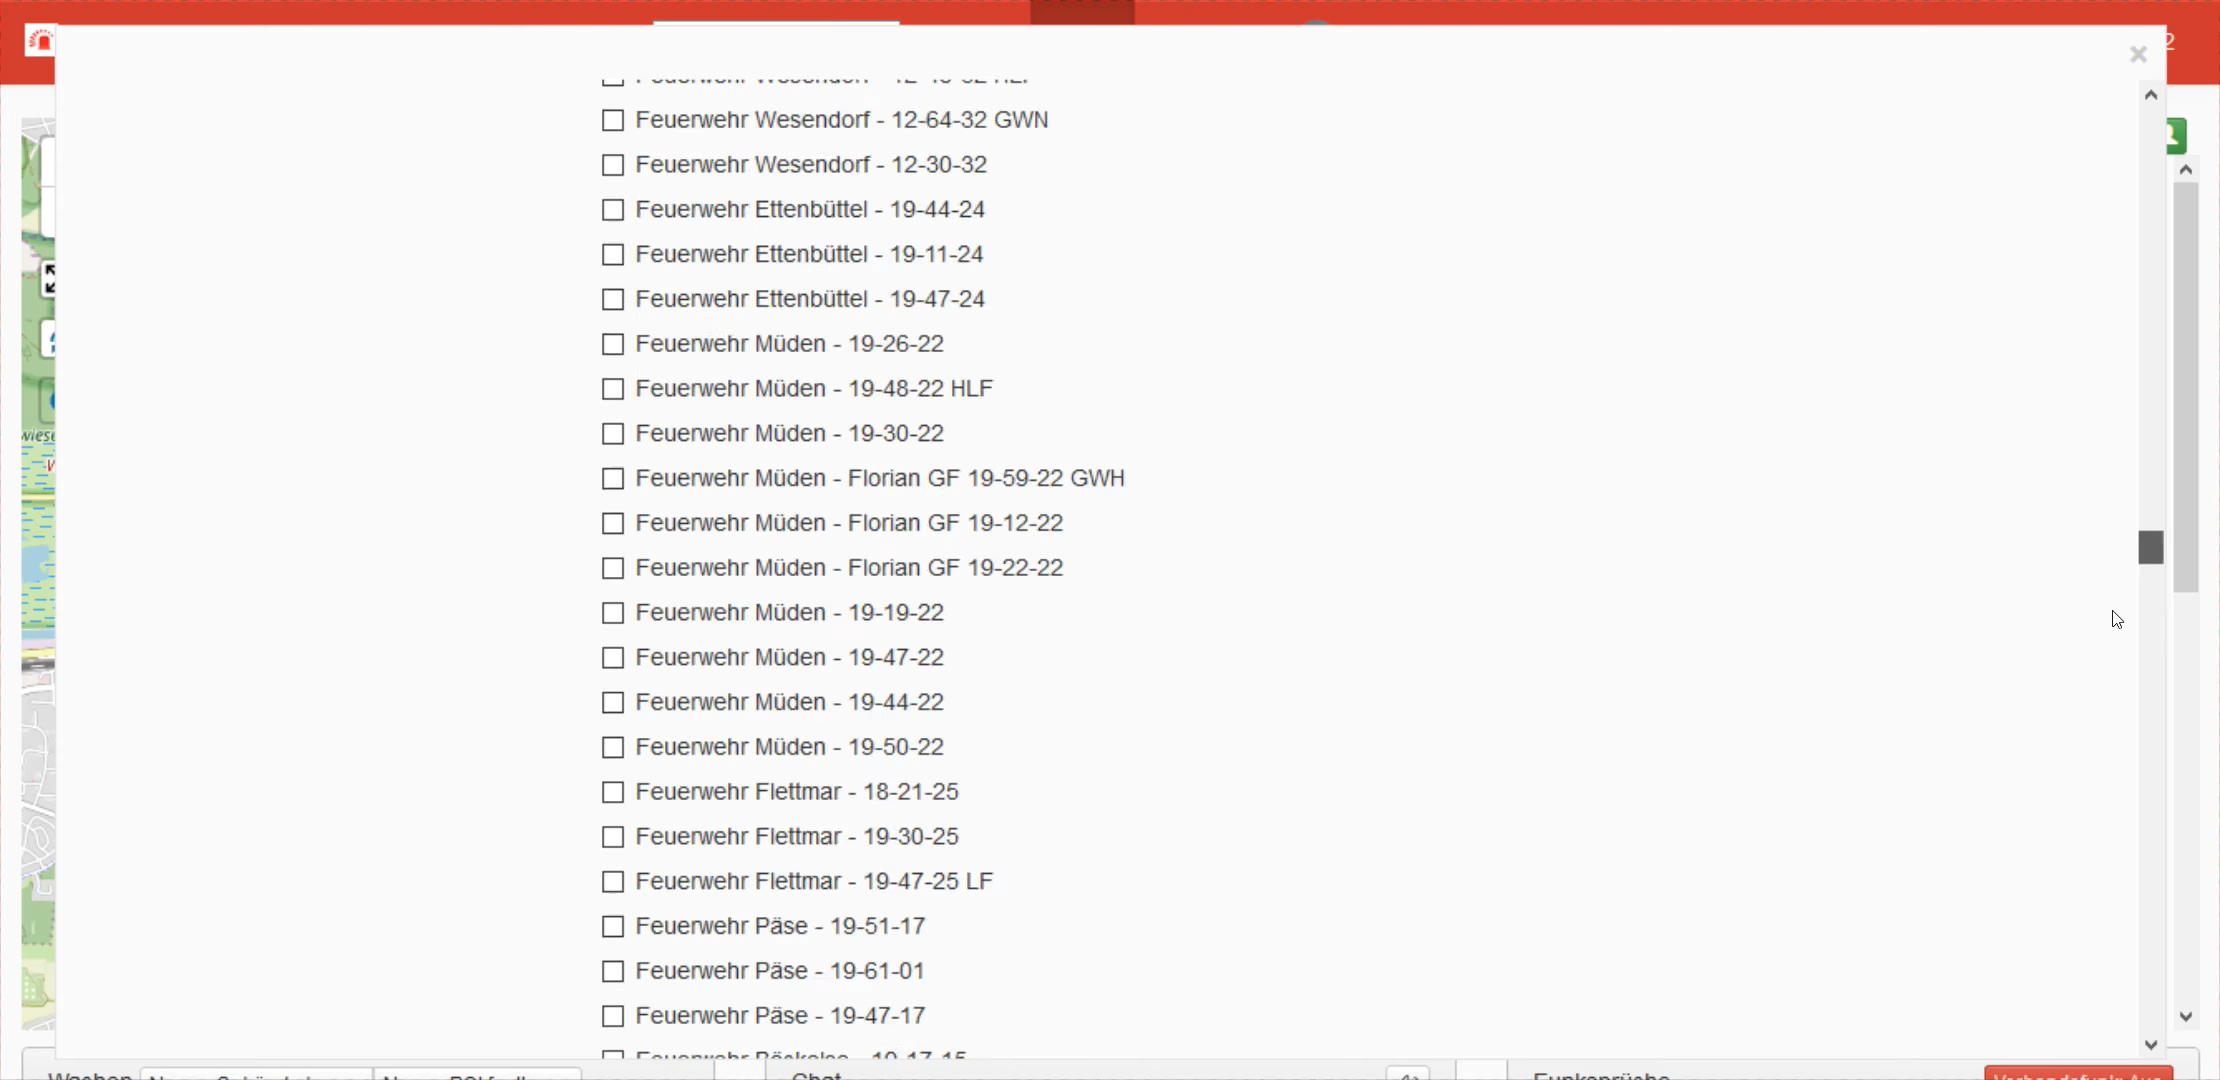 2
Feuerwehr Wesendorf - 12-64-32 GWN
Feuerwehr Wesendorf - 12-30-32
Feuerwehr Ettenbüttel - 19-44-24
Feuerwehr Ettenbüttel - 19-11-24
Feuerwehr Ettenbüttel - 19-47-24
Feuerwehr Müden - 19-26-22
Feuerwehr Müden - 19-48-22 HLF
Feuerwehr Müden - 19-30-22
Feuerwehr Müden - Florian GF 19-59-22 GWH
Feuerwehr Müden - Florian GF 19-12-22
Feuerwehr Müden - Florian GF 19-22-22
Feuerwehr Müden - 19-19-22
Feuerwehr Müden - 19-47-22
Feuerwehr Müden - 19-44-22
Feuerwehr Müden - 19-50-22
Feuerwehr Flettmar - 18-21-25
Feuerwehr Flettmar - 19-30-25
Feuerwehr Flettmar - 19-47-25 LF
Feuerwehr Päse - 19-51-17
Feuerwehr Päse - 19-61-01
Feuerwehr Päse - 19-47-17
Wachen
Chat
Funksprüche